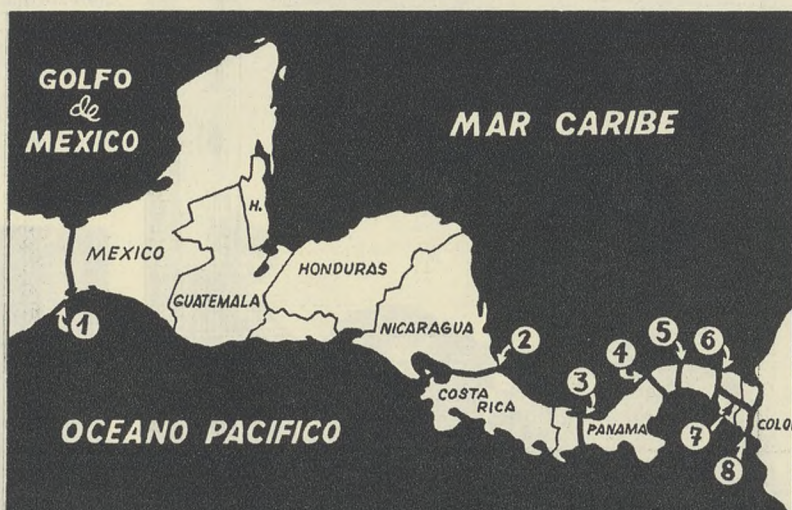 GOLFO
de
MEXICO
MAR CARIBE
H.
MEXICO
HONDURAS
GUATEMALA
NICARAGUA
1
2
3
4
5
6
7
8
COSTA
RICA
PANAMA
COLO
OCEANO PACIFICO